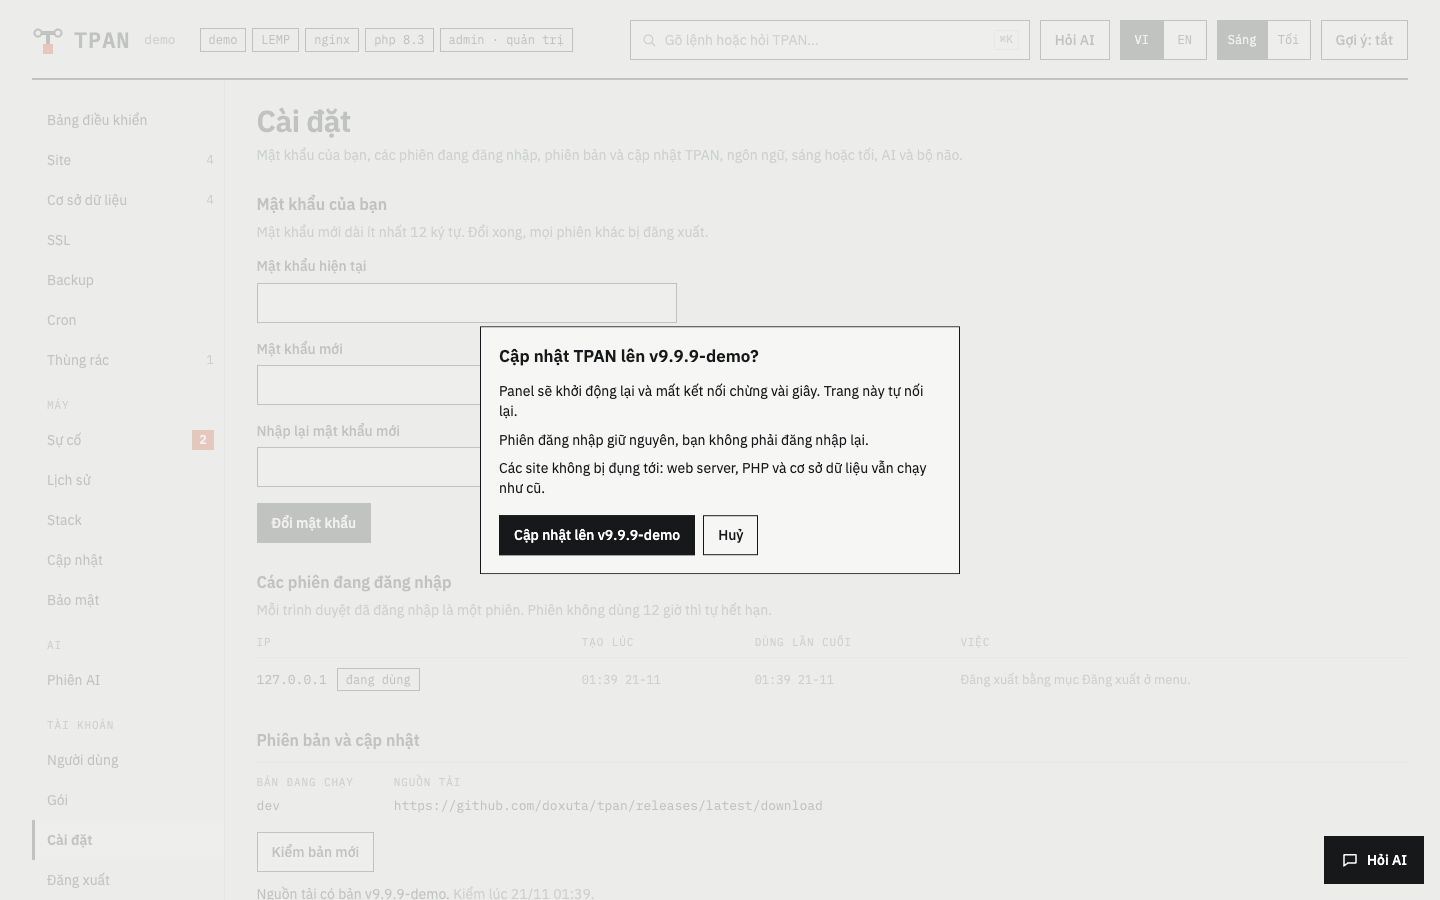 TPAN demo demo LEMP nginx php 8.3 admin · quản trị Gõ lệnh hoặc hỏi TPAN... ⌘K Hỏi AI VI EN Sáng Tối Gợi ý: tắt
Bảng điều khiển
Site 4
Cơ sở dữ liệu 4
SSL
Backup
Cron
Thùng rác 1
MÁY
Sự cố 2
Lịch sử
Stack
Cập nhật
Bảo mật
AI
Phiên AI
TÀI KHOẢN
Người dùng
Gói
Cài đặt
Đăng xuất
Cài đặt
Mật khẩu của bạn, các phiên đang đăng nhập, phiên bản và cập nhật TPAN, ngôn ngữ, sáng hoặc tối, AI và bộ não.
Mật khẩu của bạn
Mật khẩu mới dài ít nhất 12 ký tự. Đổi xong, mọi phiên khác bị đăng xuất.
Mật khẩu hiện tại
Mật khẩu mới
Nhập lại mật khẩu mới
Đổi mật khẩu
Cập nhật TPAN lên v9.9.9-demo?
Panel sẽ khởi động lại và mất kết nối chừng vài giây. Trang này tự nối
lại.
Phiên đăng nhập giữ nguyên, bạn không phải đăng nhập lại.
Các site không bị đụng tới: web server, PHP và cơ sở dữ liệu vẫn chạy
như cũ.
Cập nhật lên v9.9.9-demo Huỷ
Các phiên đang đăng nhập
Mỗi trình duyệt đã đăng nhập là một phiên. Phiên không dùng 12 giờ thì tự hết hạn.
IP TẠO LÚC DÙNG LẦN CUỐI VIỆC
127.0.0.1 đang dùng 01:39 21-11 01:39 21-11 Đăng xuất bằng mục Đăng xuất ở menu.
Phiên bản và cập nhật
BẢN ĐANG CHẠY NGUỒN TẢI
dev https://github.com/doxuta/tpan/releases/latest/download
Kiểm bản mới
Nguồn tải có bản v9.9.9-demo. Kiểm lúc 21/11 01:39.
Hỏi AI